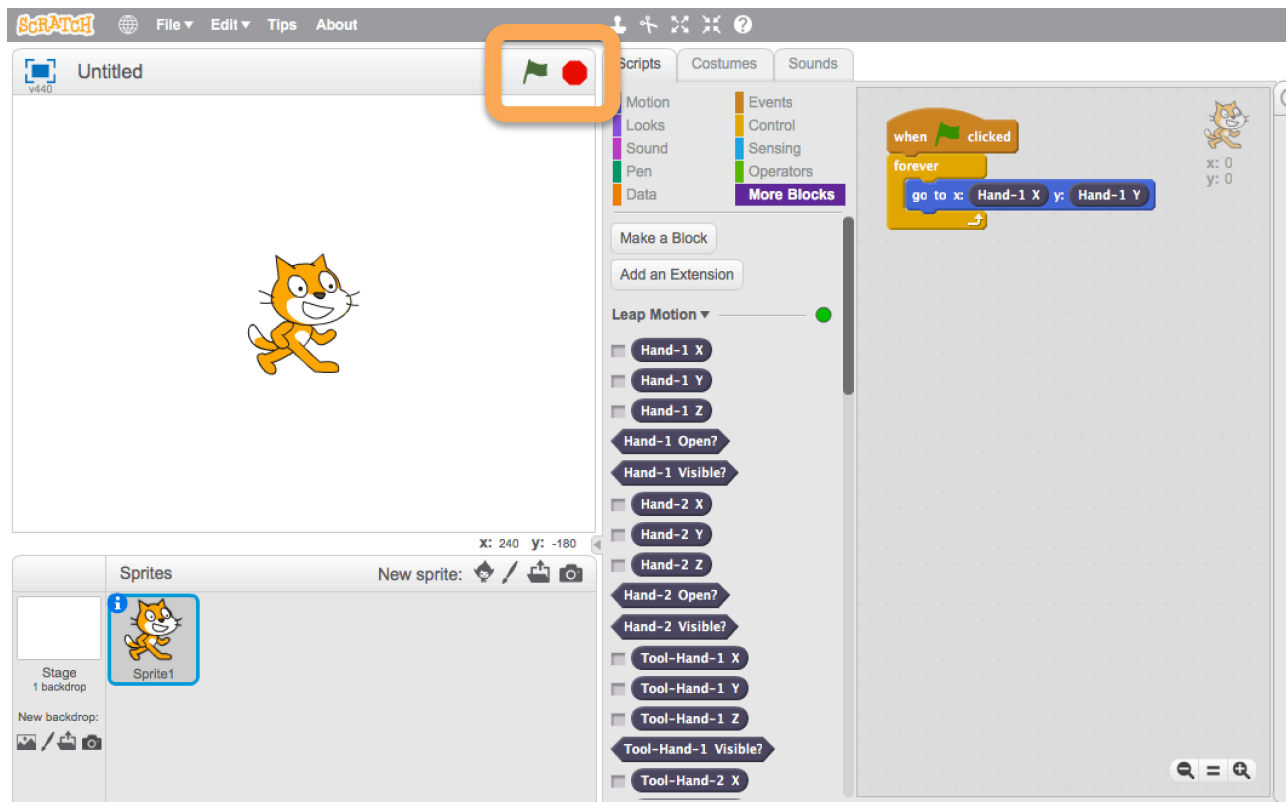 SCRATCH File Edit Tips About
v440
Untitled
Scripts Costumes Sounds
Motion Events
Looks Control
Sound Sensing
Pen Operators
Data More Blocks
Make a Block
Add an Extension
Leap Motion
Hand-1 X
Hand-1 Y
Hand-1 Z
Hand-1 Open?
Hand-1 Visible?
Hand-2 X
Hand-2 Y
Hand-2 Z
Hand-2 Open?
Hand-2 Visible?
Tool-Hand-1 X
Tool-Hand-1 Y
Tool-Hand-1 Z
Tool-Hand-1 Visible?
Tool-Hand-2 X
when clicked
forever
go to x: Hand-1 X y: Hand-1 Y
x: 0
y: 0
X: 240 y: -180
Sprites New sprite:
Stage
1 backdrop
Sprite1
New backdrop: